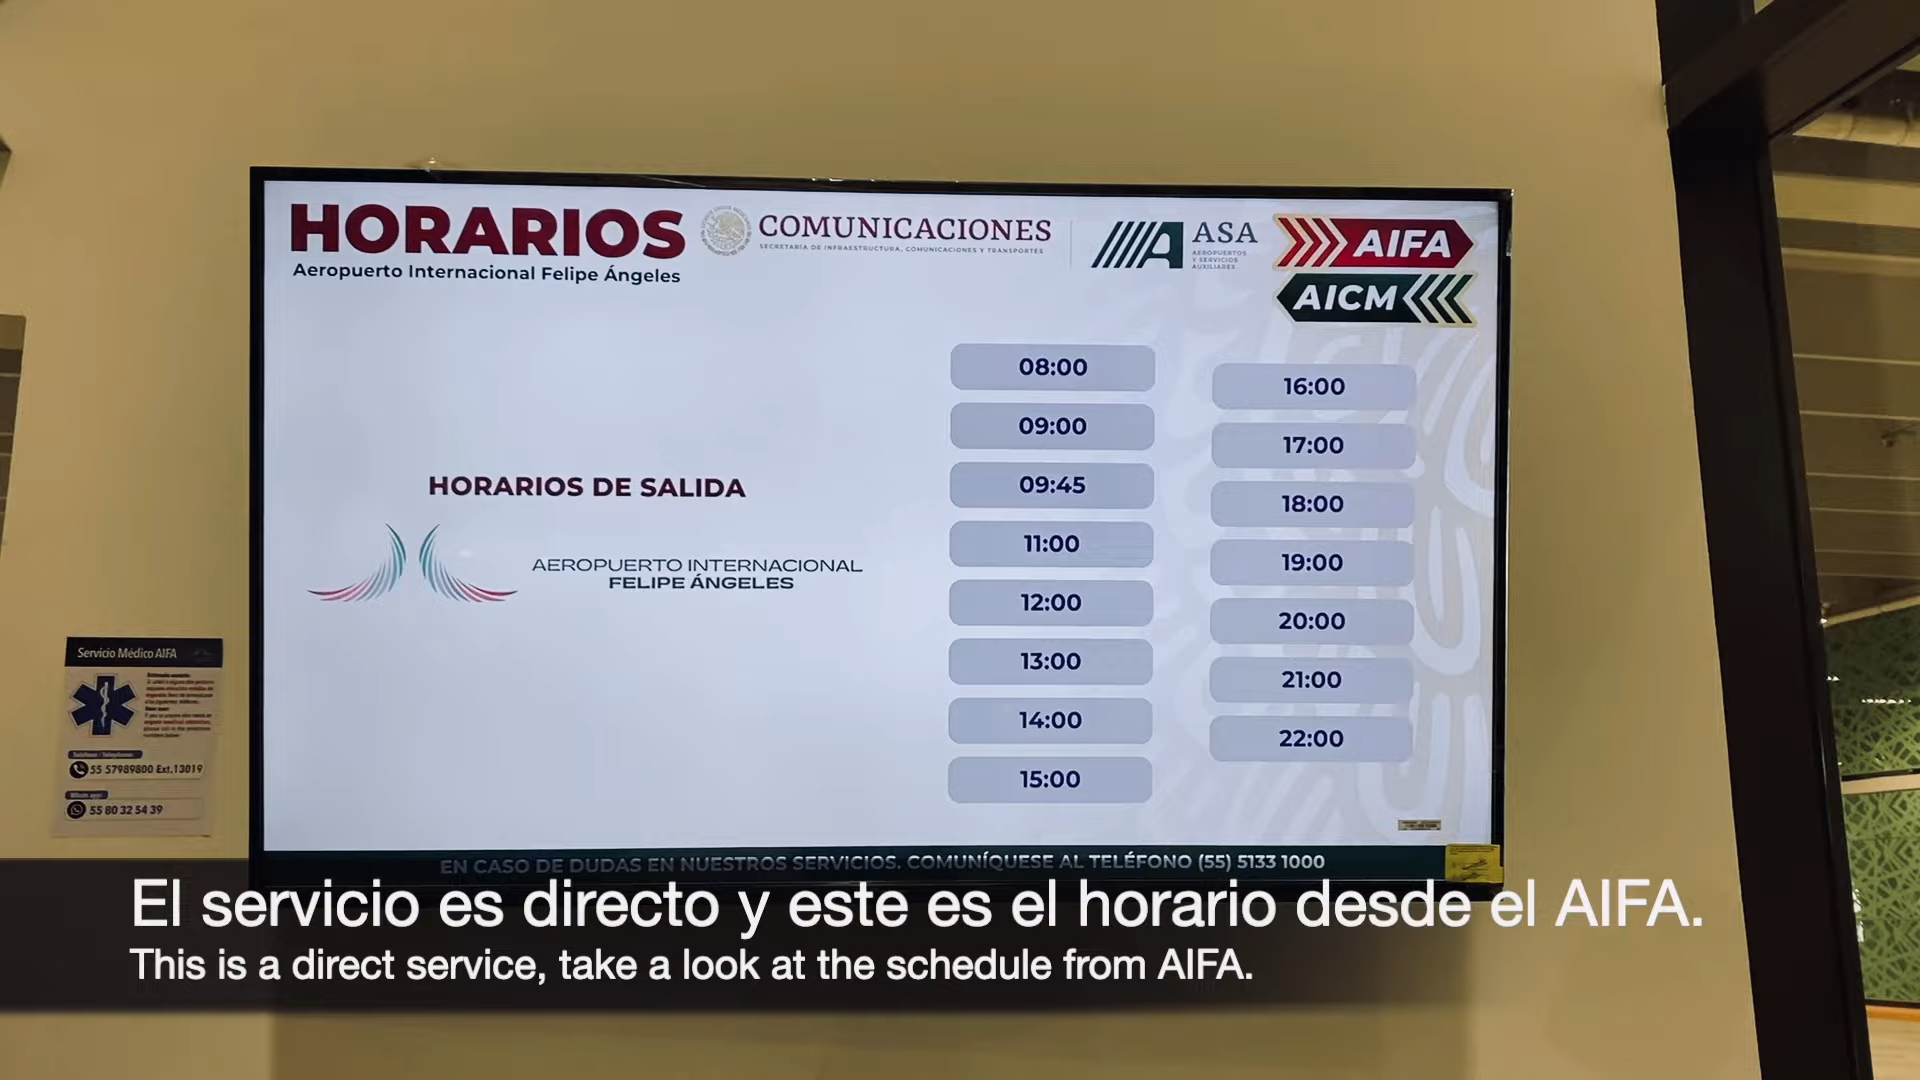 HORARIOS
Aeropuerto Internacional Felipe Ángeles
COMUNICACIONES
SECRETARÍA DE INFRAESTRUCTURA, COMUNICACIONES Y TRANSPORTES
ASA
AEROPUERTOS
Y SERVICIOS
AUXILIARES
AIFA
AICM
HORARIOS DE SALIDA
AEROPUERTO INTERNACIONAL
FELIPE ÁNGELES
08:00
09:00
09:45
11:00
12:00
13:00
14:00
15:00
16:00
17:00
18:00
19:00
20:00
21:00
22:00
EN CASO DE DUDAS EN NUESTROS SERVICIOS. COMUNÍQUESE AL TELÉFONO (55) 5133 1000
Servicio Médico AIFA
55 57989800 Ext.13019
55 80 32 54 39
El servicio es directo y este es el horario desde el AIFA.
This is a direct service, take a look at the schedule from AIFA.